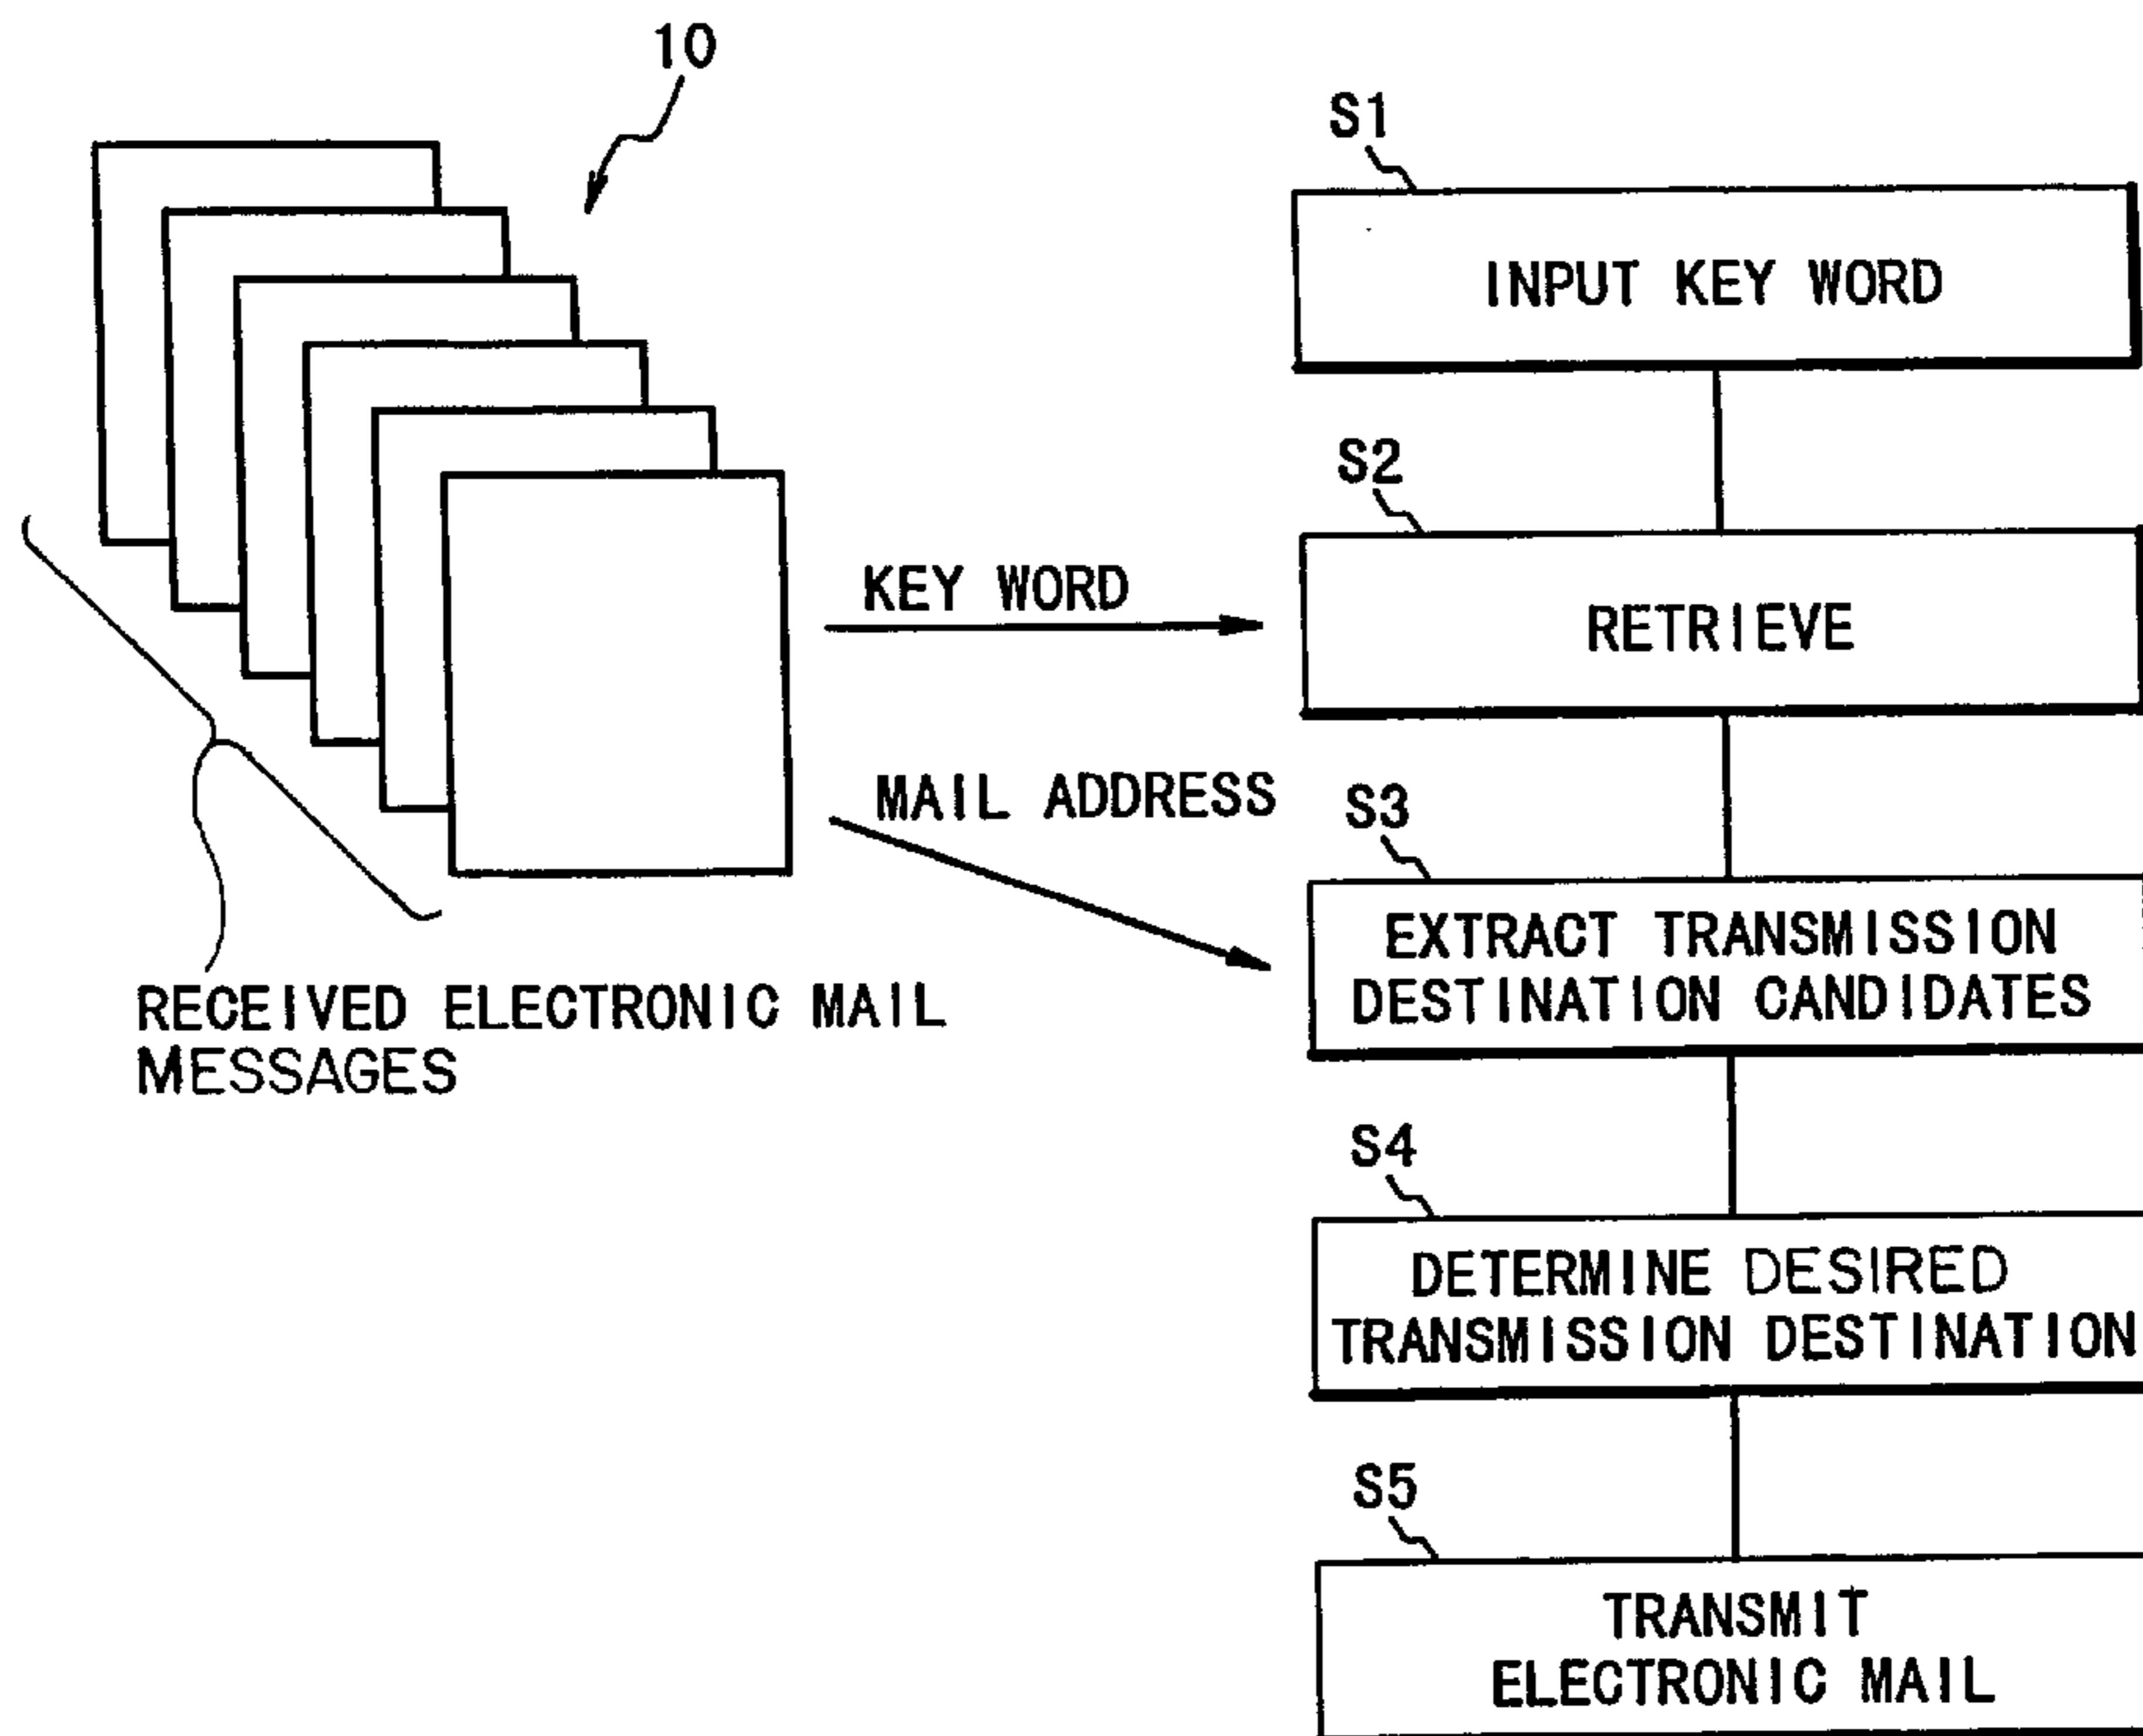 10
S1
INPUT KEY WORD
S2
KEY WORD
RETRIEVE
MAIL ADDRESS
S3
EXTRACT TRANSMISSION
DESTINATION CANDIDATES
RECEIVED ELECTRONIC MAIL
MESSAGES
S4
DETERMINE DESIRED
TRANSMISSION DESTINATION
S5
TRANSMIT
ELECTRONIC MAIL